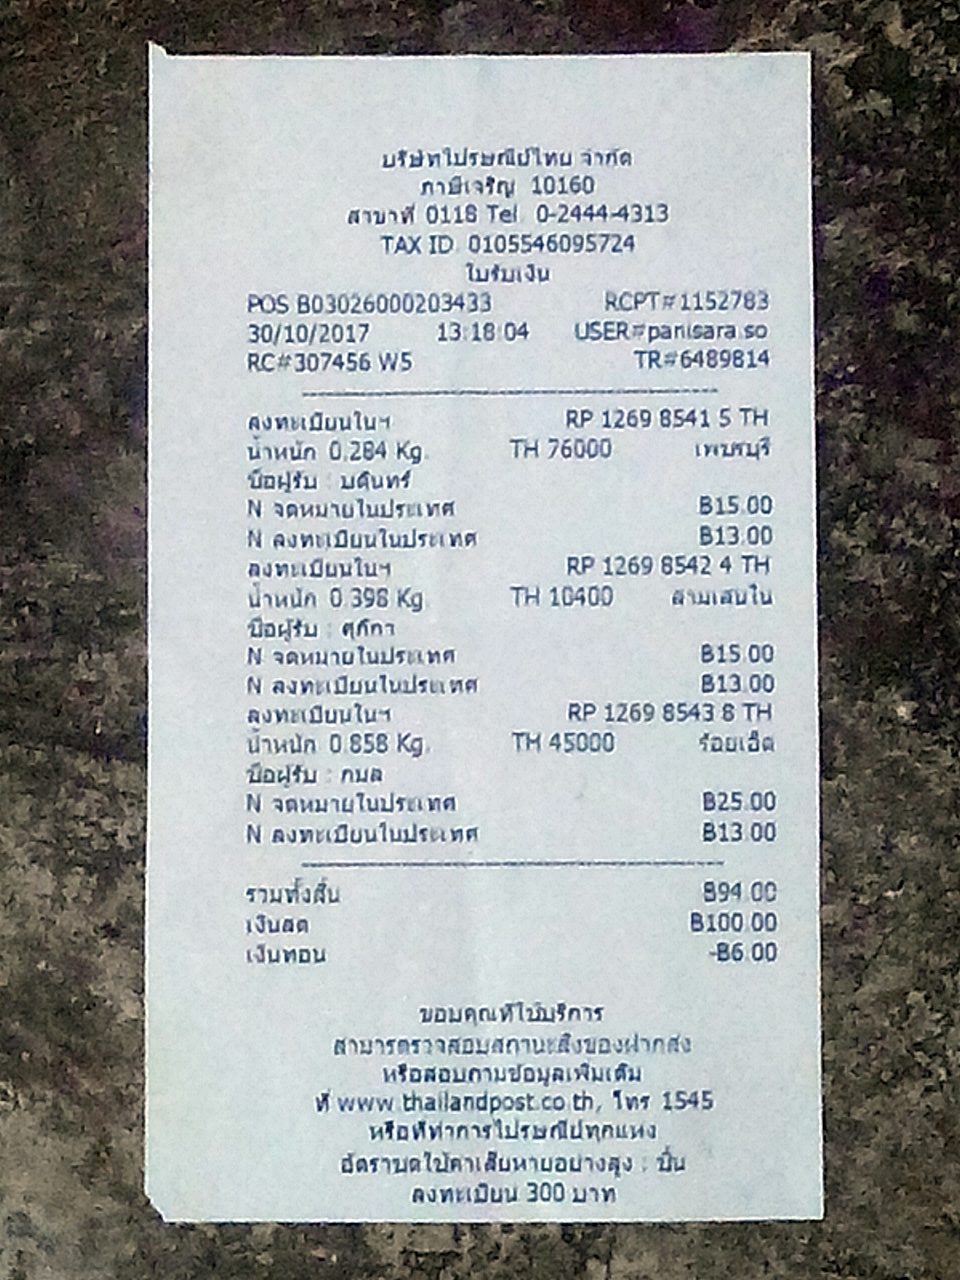 บริษัทไปรษณีย์ไทย จำกัด
ภาษีเจริญ 10160
สาขาที่ 0118 Tel. 0-2444-4313
TAX ID. 0105546095724
ใบรับเงิน
POS B03026000203433 RCPT#1152783
30/10/2017 13:18:04 USER#panisara.so
RC#307456 W5 TR#6489814
ลงทะเบียนในฯ RP 1269 8541 5 TH
น้ำหนัก 0.284 Kg. TH 76000 เพชรบุรี
ชื่อผู้รับ : บดินทร์
N จดหมายในประเทศ ฿15.00
N ลงทะเบียนในประเทศ ฿13.00
ลงทะเบียนในฯ RP 1269 8542 4 TH
น้ำหนัก 0.398 Kg. TH 10400 สามเสนใน
ชื่อผู้รับ : ศุภิกา
N จดหมายในประเทศ ฿15.00
N ลงทะเบียนในประเทศ ฿13.00
ลงทะเบียนในฯ RP 1269 8543 8 TH
น้ำหนัก 0.858 Kg. TH 45000 ร้อยเอ็ด
ชื่อผู้รับ : กมล
N จดหมายในประเทศ ฿25.00
N ลงทะเบียนในประเทศ ฿13.00
รวมทั้งสิ้น ฿94.00
เงินสด ฿100.00
เงินทอน -฿6.00
ขอบคุณที่ใช้บริการ
สามารถตรวจสอบสถานะสิ่งของฝากส่ง
หรือสอบถามข้อมูลเพิ่มเติม
ที่ www.thailandpost.co.th, โทร 1545
หรือที่ทำการไปรษณีย์ทุกแห่ง
อัตราชดใช้ค่าเสียหายอย่างสูง : ชิ้น
ลงทะเบียน 300 บาท